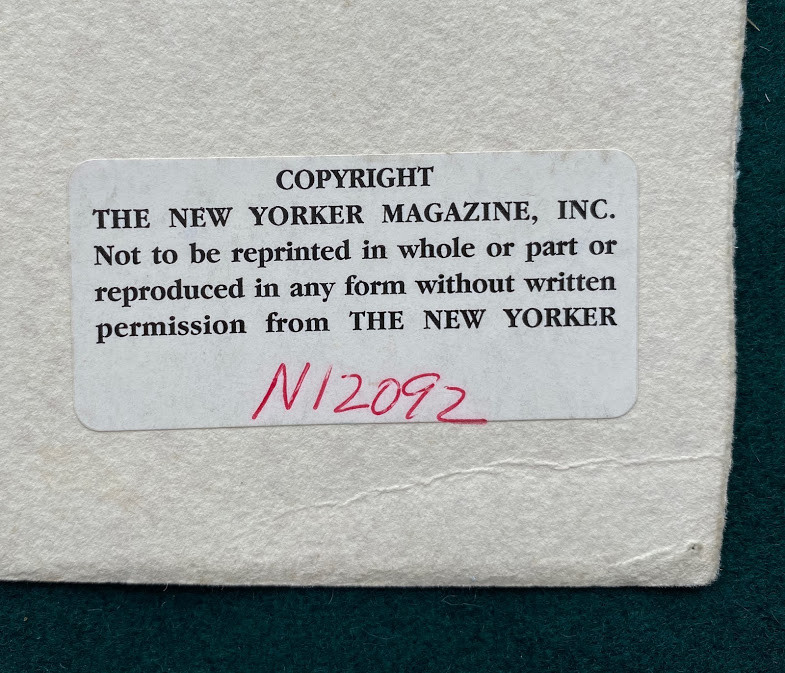 COPYRIGHT
THE NEW YORKER MAGAZINE, INC.
Not to be reprinted in whole or part or
reproduced in any form without written
permission from THE NEW YORKER
N12092